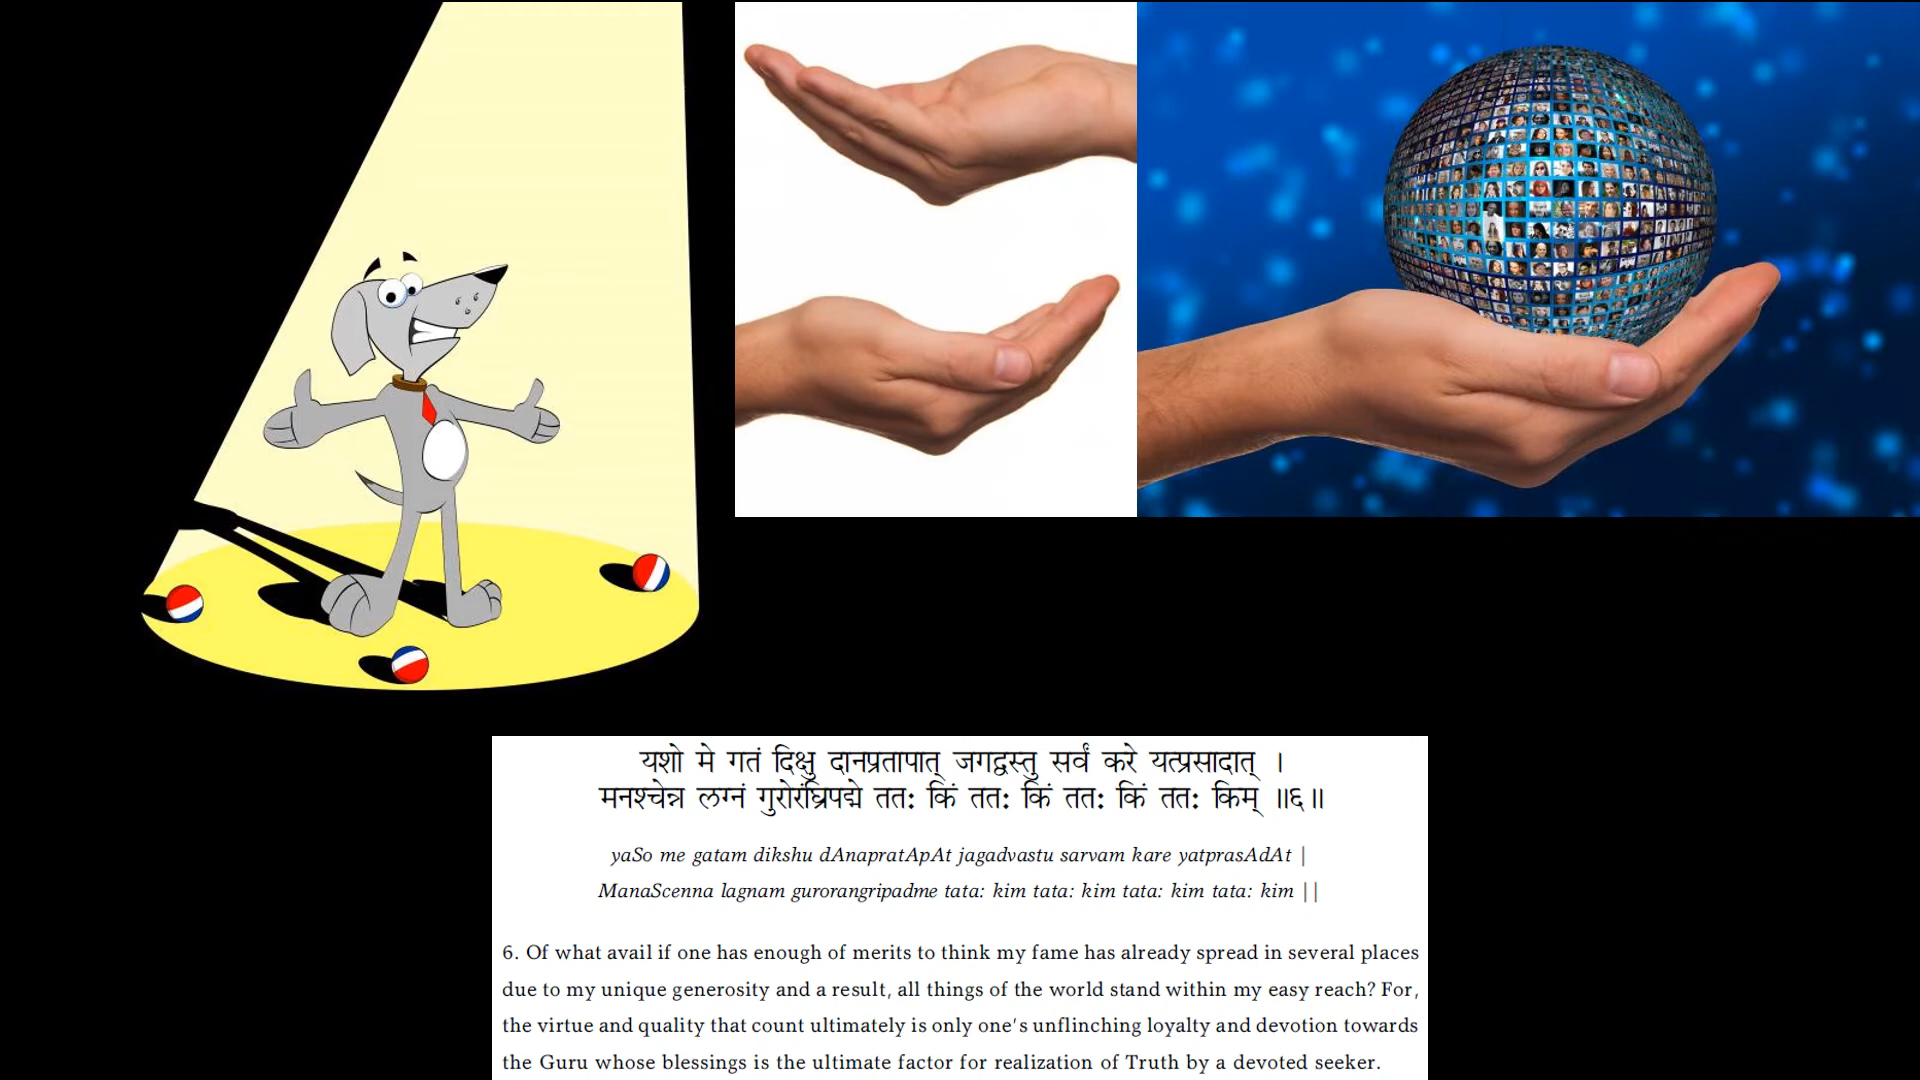 यशो मे गतं दिक्षु दानप्रतापात् जगद्वस्तु सर्वं करे यत्प्रसादात् ।
मनश्चेन्न लग्नं गुरोरंघ्रिपद्मे तत: किं तत: किं तत: किं तत: किम् ॥६॥
yaSo me gatam dikshu dAnapratApAt jagadvastu sarvam kare yatprasAdAt |
ManaScenna lagnam gurorangripadme tata: kim tata: kim tata: kim tata: kim ||
6. Of what avail if one has enough of merits to think my fame has already spread in several places
due to my unique generosity and a result, all things of the world stand within my easy reach? For,
the virtue and quality that count ultimately is only one's unflinching loyalty and devotion towards
the Guru whose blessings is the ultimate factor for realization of Truth by a devoted seeker.